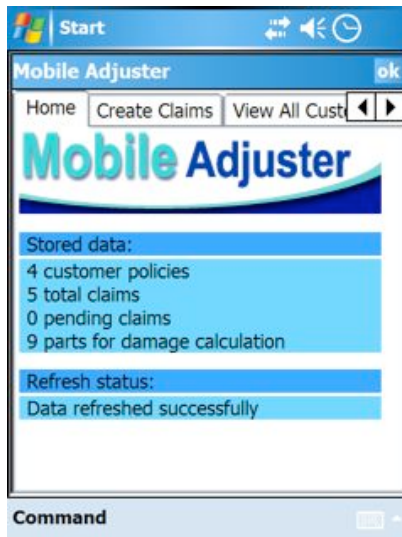 Start
Mobile Adjuster
ok
Home
Create Claims
View All Cust
Mobile Adjuster
Stored data:
4 customer policies
5 total claims
0 pending claims
9 parts for damage calculation
Refresh status:
Data refreshed successfully
Command